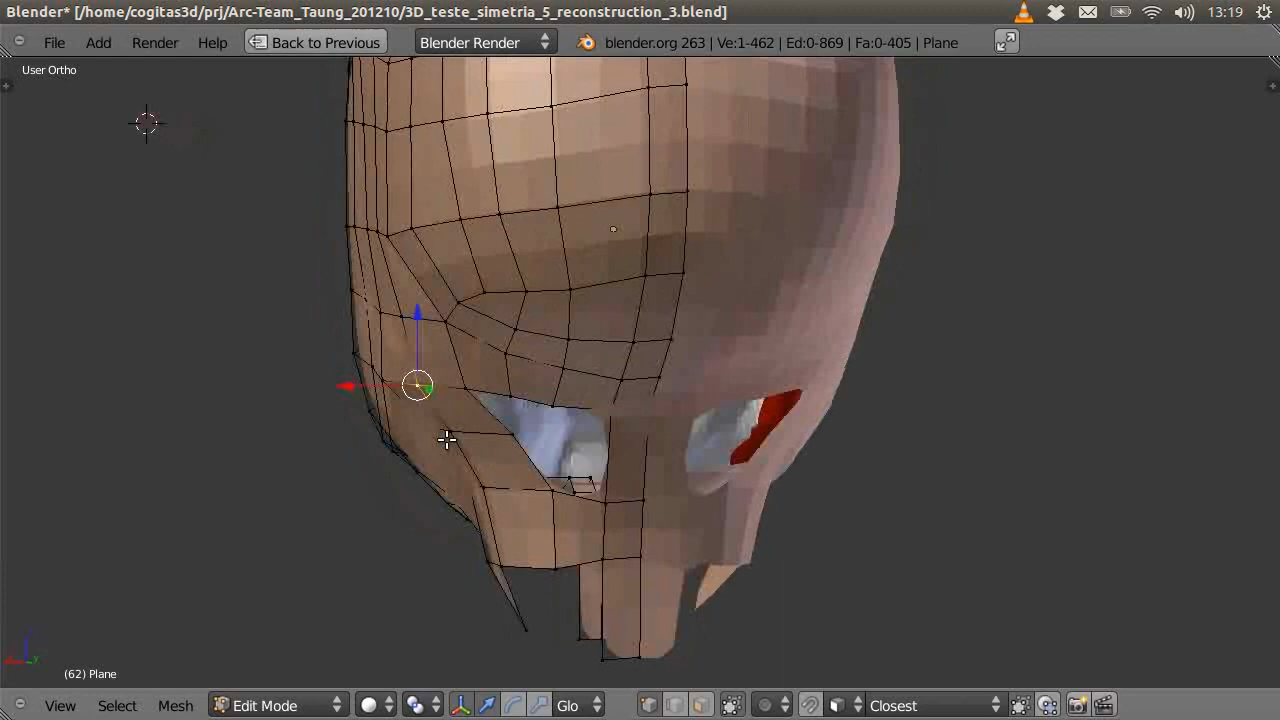 Blender* [/home/cogitas3d/prj/Arc-Team_Taung_201210/3D_teste_simetria_5_reconstruction_3.blend]
13:19
File Add Render Help Back to Previous Blender Render blender.org 263 | Ve:1-462 | Ed:0-869 | Fa:0-405 | Plane
User Ortho
(62) Plane
View Select Mesh Edit Mode Glo Closest